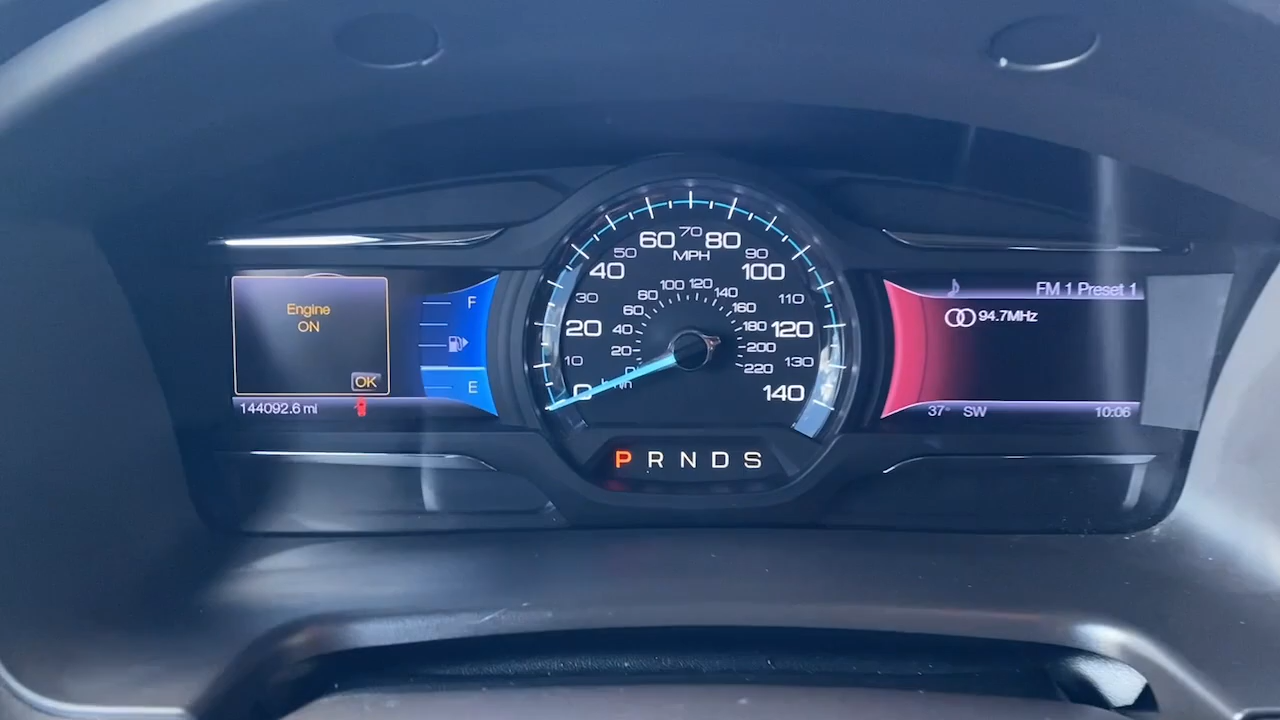 Engine
ON
OK
144092.6 mi
F
E
0 10 20 30 40 50 60 70 80 90 100 110 120 130 140
MPH
0 20 40 60 80 100 120 140 160 180 200 220
km/h
P R N D S
FM 1 Preset 1
94.7MHz
37° SW 10:06